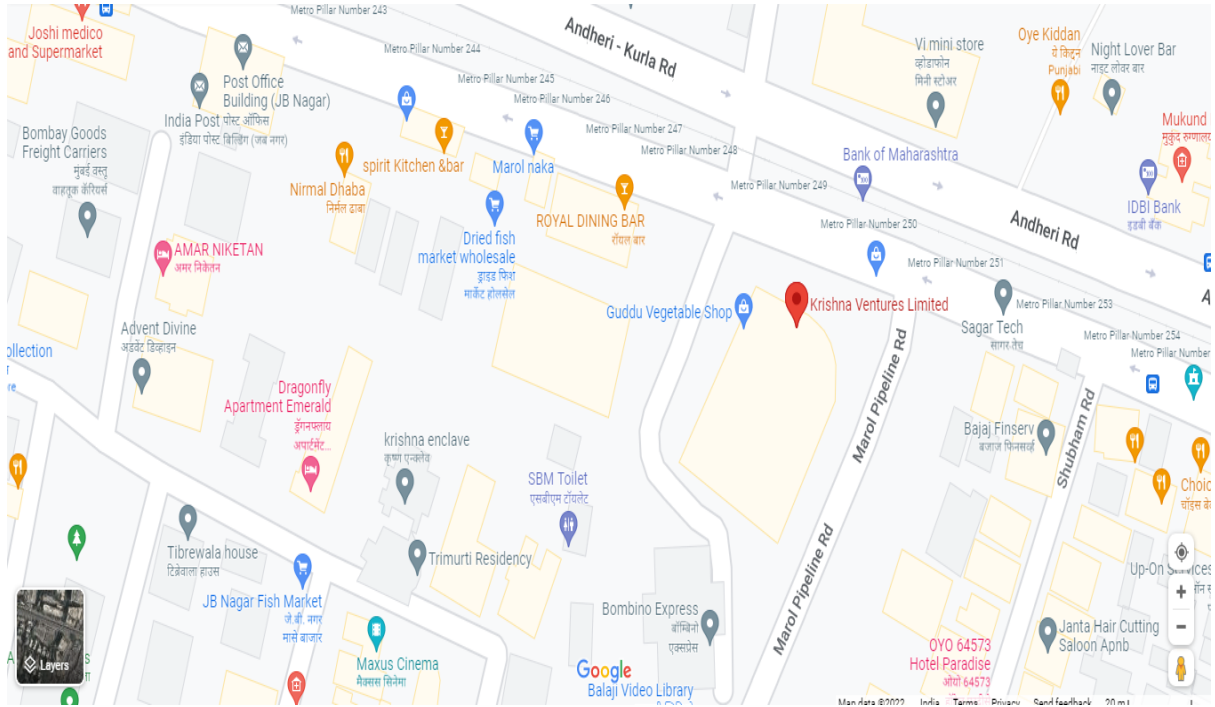 Metro Pillar Number 243
Joshi medico
and Supermarket
Andheri - Kurla Rd
Metro Pillar Number 244
Metro Pillar Number 245
Metro Pillar Number 246
Metro Pillar Number 247
Metro Pillar Number 248
Metro Pillar Number 249
Metro Pillar Number 250
Metro Pillar Number 251
Metro Pillar Number 253
Metro Pillar Number 254
Metro Pillar Number
Vi mini store
व्होडाफोन
मिनी स्टोअर
Oye Kiddan
ये किद्दन
Punjabi
Night Lover Bar
नाइट लोवर बार
Mukund
मुकुंद रुग्णालय
Post Office
Building (JB Nagar)
पोस्ट ऑफिस
बिल्डिंग (जब नगर)
India Post
इंडिया पोस्ट
Bombay Goods
Freight Carriers
मुंबई वस्तू
वाहतूक कॅरियर्स
spirit Kitchen &bar
Marol naka
Nirmal Dhaba
निर्मल ढाबा
ROYAL DINING BAR
रॉयल बार
Bank of Maharashtra
IDBI Bank
इडबी बँक
Andheri Rd
AMAR NIKETAN
अमर निकेतन
Dried fish
market wholesale
ड्राइड फिश
मार्केट होलसेल
Guddu Vegetable Shop
Krishna Ventures Limited
Sagar Tech
सागर तेच
Advent Divine
अडवेंट डिव्हाइन
ollection
Dragonfly
Apartment Emerald
ड्रॅगनफ्लाय
अपार्टमेंट...
Marol Pipeline Rd
Shubham Rd
krishna enclave
कृष्ण एन्क्लेव
Bajaj Finserv
बजाज फिनसर्व्ह
SBM Toilet
एसबीएम टॉयलेट
Choic
चॉइस बे
Tibrewala house
टिब्रेवाला हाउस
Trimurti Residency
Marol Pipeline Rd
Up-On Services
JB Nagar Fish Market
जे.बी. नगर
मासे बाजार
Bombino Express
बॉम्बिनो
एक्सप्रेस
Janta Hair Cutting
Saloon Apnb
Maxus Cinema
मॅक्सस सिनेमा
OYO 64573
Hotel Paradise
ओयो 64573
Layers
Google
Balaji Video Library
Map data ©2022 India Terms Privacy Send feedback 20 m